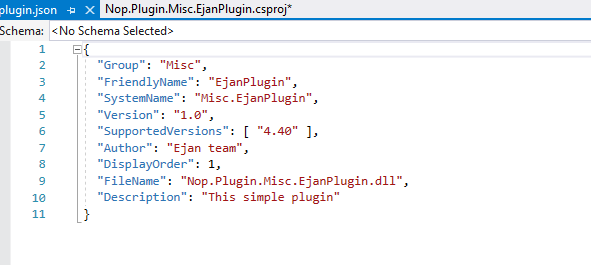 plugin.json Nop.Plugin.Misc.EjanPlugin.csproj*
Schema: <No Schema Selected>
1 {
2 "Group": "Misc",
3 "FriendlyName": "EjanPlugin",
4 "SystemName": "Misc.EjanPlugin",
5 "Version": "1.0",
6 "SupportedVersions": [ "4.40" ],
7 "Author": "Ejan team",
8 "DisplayOrder": 1,
9 "FileName": "Nop.Plugin.Misc.EjanPlugin.dll",
10 "Description": "This simple plugin"
11 }